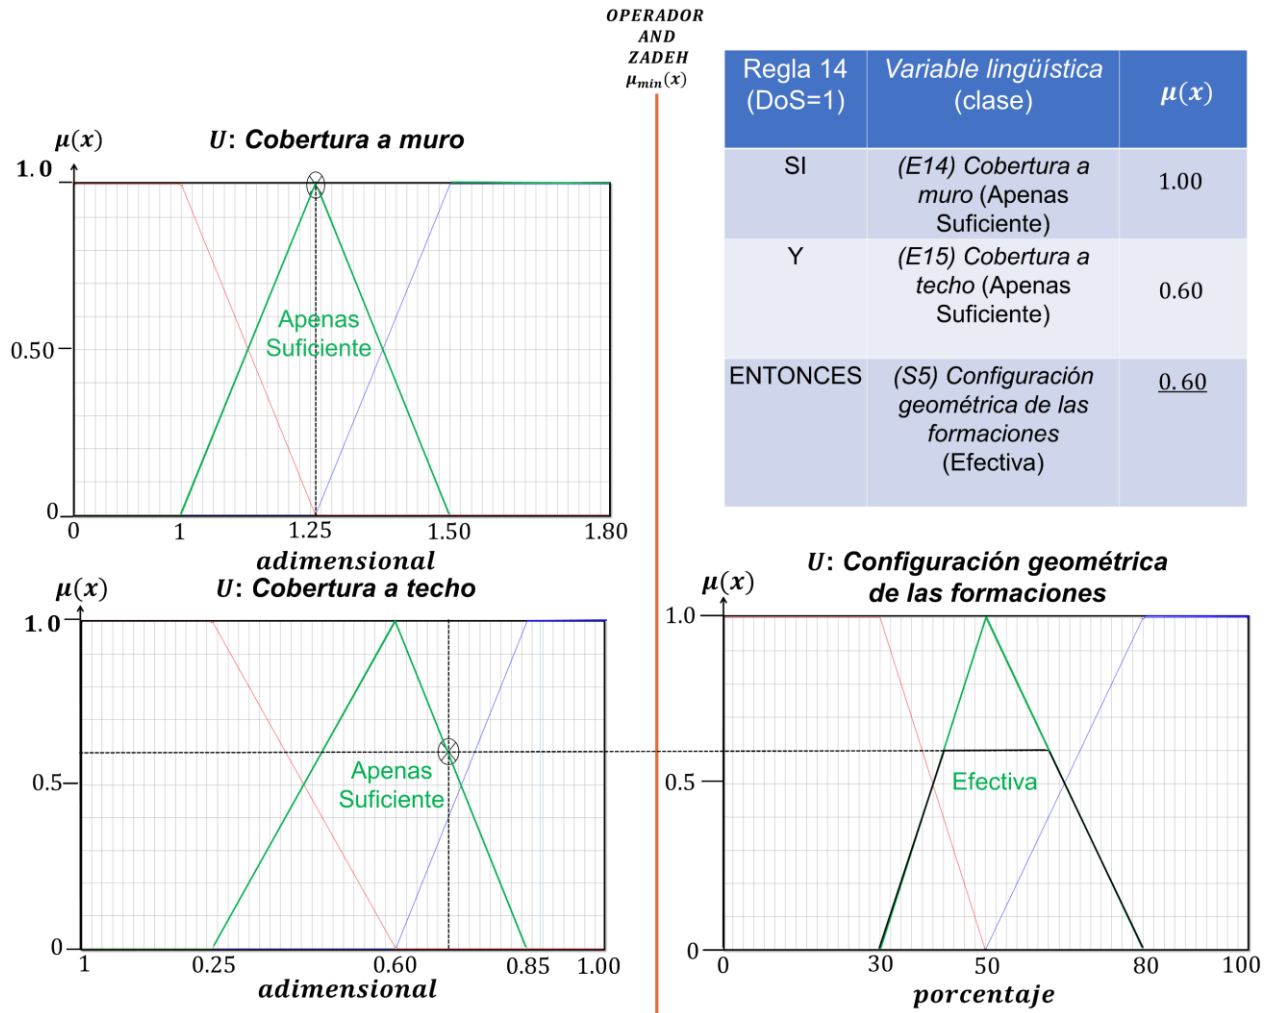 OPERADOR
AND
ZADEH
μmin(x)
Regla 14
(DoS=1)
Variable lingüística
(clase)
μ(x)
SI
(E14) Cobertura a
muro (Apenas
Suficiente)
1.00
Y
(E15) Cobertura a
techo (Apenas
Suficiente)
0.60
ENTONCES
(S5) Configuración
geométrica de las
formaciones
(Efectiva)
0.60
μ(x)
U: Cobertura a muro
1.0
0.50
0
Apenas
Suficiente
0 1 1.25 1.50 1.80
adimensional
μ(x)
U: Cobertura a techo
1.0
0.5
0
Apenas
Suficiente
1 0.25 0.60 0.85 1.00
adimensional
U: Configuración geométrica
de las formaciones
μ(x)
1.0
0.5
0
Efectiva
0 30 50 80 100
porcentaje